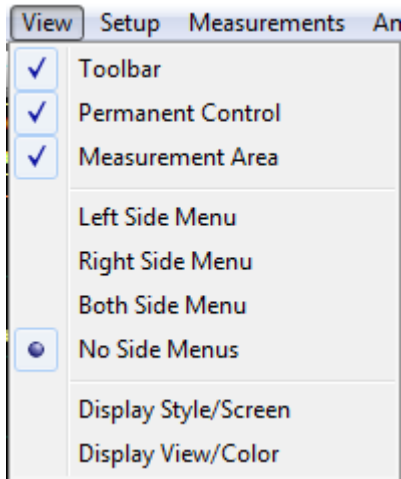 View Setup Measurements An
Toolbar
Permanent Control
Measurement Area
Left Side Menu
Right Side Menu
Both Side Menu
No Side Menus
Display Style/Screen
Display View/Color